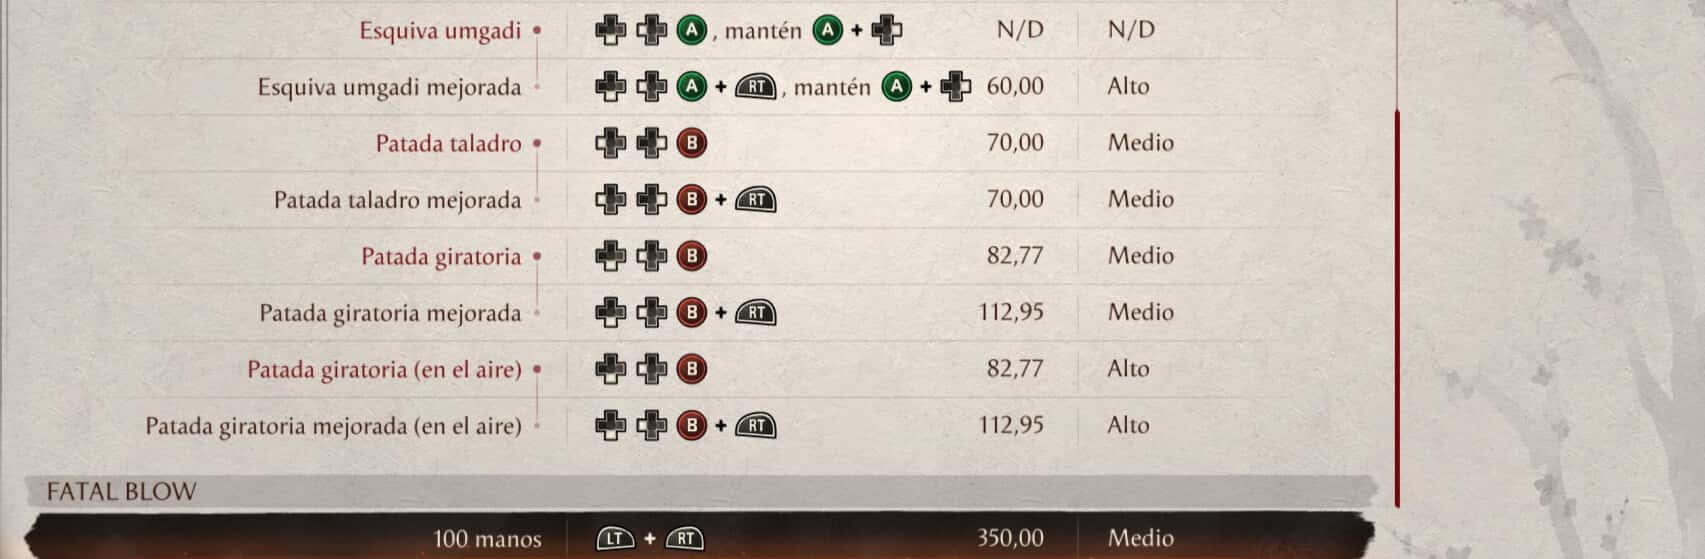 Esquiva umgadi A , mantén A + N/D N/D
Esquiva umgadi mejorada A + RT , mantén A + 60,00 Alto
Patada taladro B 70,00 Medio
Patada taladro mejorada B + RT 70,00 Medio
Patada giratoria B 82,77 Medio
Patada giratoria mejorada B + RT 112,95 Medio
Patada giratoria (en el aire) B 82,77 Alto
Patada giratoria mejorada (en el aire) B + RT 112,95 Alto
FATAL BLOW
100 manos LT + RT 350,00 Medio